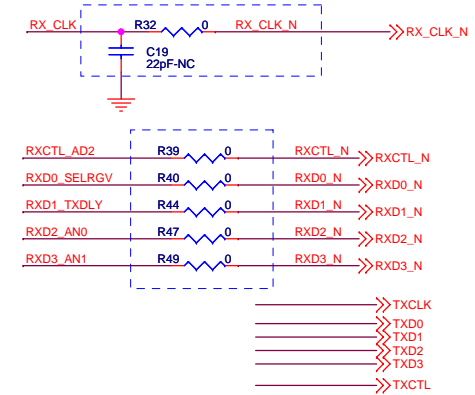 RX_CLK R32 0 RX_CLK_N RX_CLK_N
C19
22pF-NC
RXCTL_AD2 R39 0 RXCTL_N RXCTL_N
RXD0_SELRGV R40 0 RXD0_N RXD0_N
RXD1_TXDLY R44 0 RXD1_N RXD1_N
RXD2_AN0 R47 0 RXD2_N RXD2_N
RXD3_AN1 R49 0 RXD3_N RXD3_N
TXCLK
TXD0
TXD1
TXD2
TXD3
TXCTL